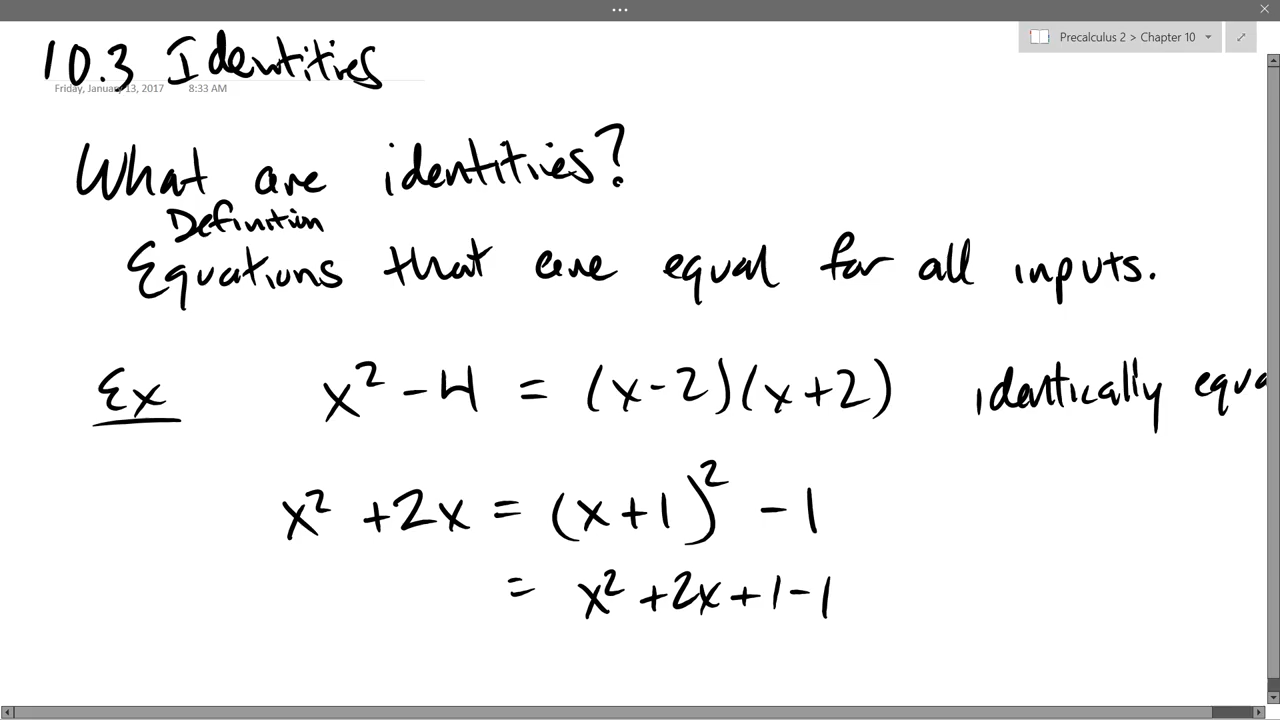 ...
Precalculus 2 > Chapter 10
10.3 Identities
Friday, January 13, 2017 8:33 AM
What are identities?
Definition
Equations that are equal for all inputs.
Ex x² - 4 = (x-2)(x+2) identically equa
x² + 2x = (x+1)² - 1
= x² + 2x + 1 - 1